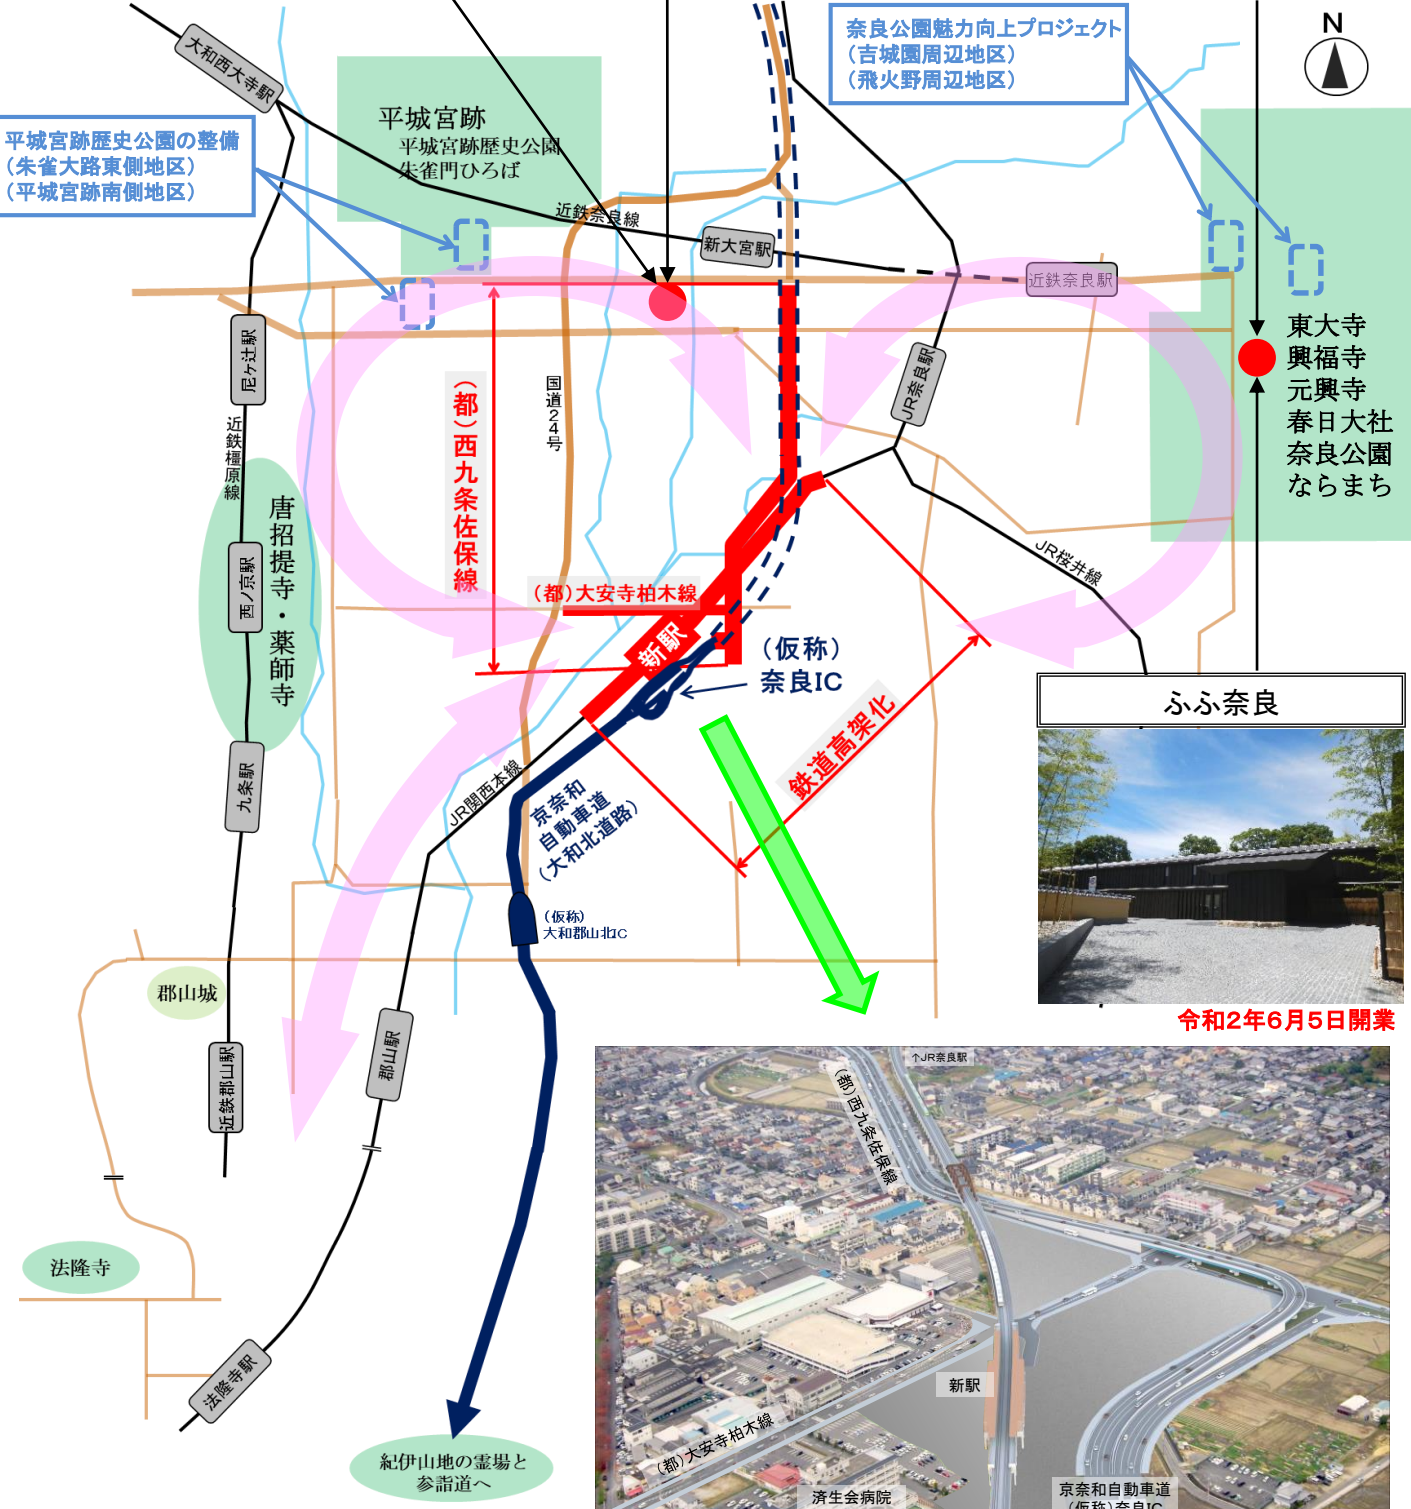 奈良公園魅力向上プロジェクト
（吉城園周辺地区）
（飛火野周辺地区）
N
大和西大寺駅
平城宮跡
平城宮跡歴史公園
朱雀門ひろば
平城宮跡歴史公園の整備
（朱雀大路東側地区）
（平城宮跡南側地区）
近鉄奈良線
新大宮駅
近鉄奈良駅
東大寺
興福寺
元興寺
春日大社
奈良公園
ならまち
尼ヶ辻駅
近鉄橿原線
国道24号
（都）西九条佐保線
JR奈良駅
唐招提寺・薬師寺
西ノ京駅
JR桜井線
（都）大安寺柏木線
新駅
（仮称）
奈良IC
鉄道高架化
ふふ奈良
九条駅
JR関西本線
京奈和
自動車道
（大和北道路）
（仮称）
大和郡山北IC
郡山城
令和2年6月5日開業
近鉄郡山駅
郡山駅
↑JR奈良駅
（都）西九条佐保線
法隆寺
法隆寺駅
新駅
（都）大安寺柏木線
紀伊山地の霊場と
参詣道へ
済生会病院
京奈和自動車道
（仮称）奈良IC